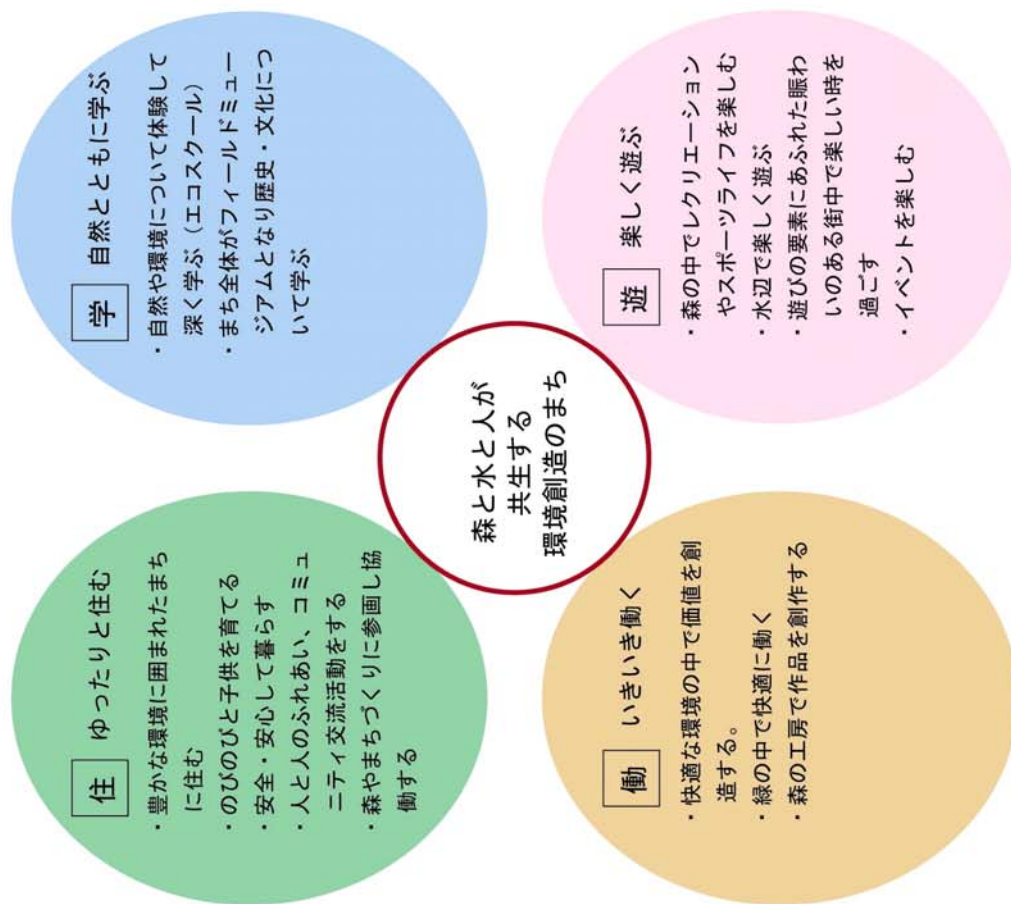 住 ゆったりと住む
・豊かな環境に囲まれたまち
に住む
・のびのびと子供を育てる
・安全・安心して暮らす
・人と人のふれあい、コミュ
ニティ交流活動をする
・森やまちづくりに参画し協
働する
学 自然とともに学ぶ
・自然や環境について体験して
深く学ぶ（エコスクール）
・まち全体がフィールドミュー
ジアムとなり歴史・文化につ
いて学ぶ
森と水と人が
共生する
環境創造のまち
働 いきいき働く
・快適な環境の中で価値を創
造する。
・緑の中で快適に働く
・森の工房で作品を創作する
遊 楽しく遊ぶ
・森の中でレクリエーション
やスポーツライフを楽しむ
・水辺で楽しく遊ぶ
・遊びの要素にあふれた賑わ
いのある街中で楽しい時を
過ごす
・イベントを楽しむ